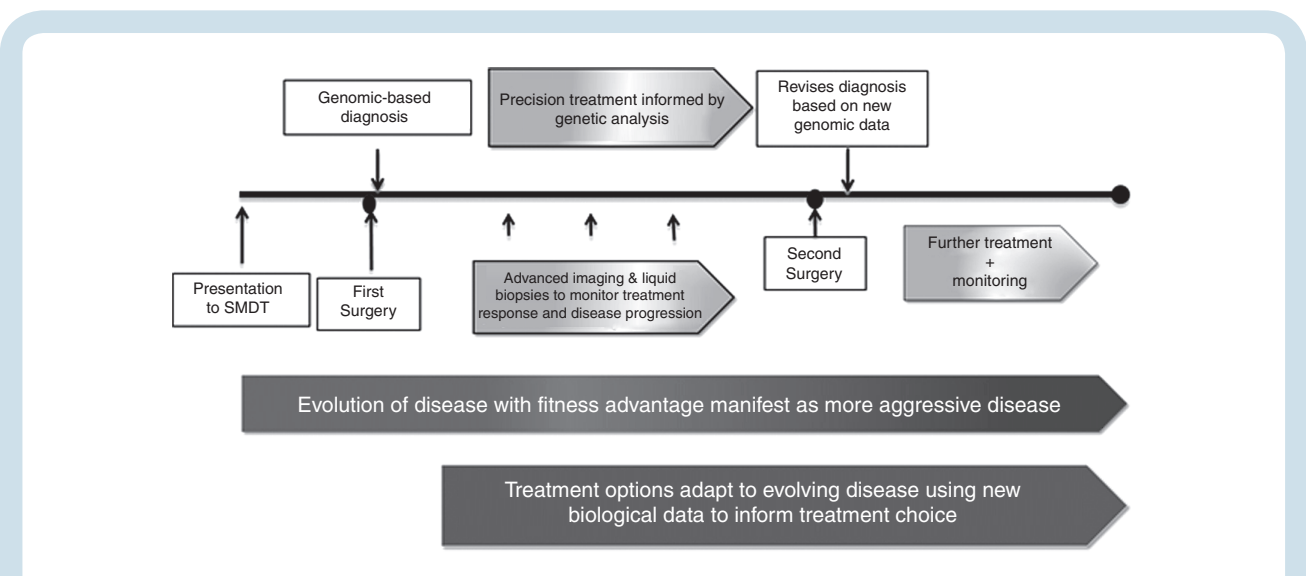 Genomic-based
diagnosis
Precision treatment informed by
genetic analysis
Revises diagnosis
based on new
genomic data
Presentation
to SMDT
First
Surgery
Advanced imaging & liquid
biopsies to monitor treatment
response and disease progression
Second
Surgery
Further treatment
+
monitoring
Evolution of disease with fitness advantage manifest as more aggressive disease
Treatment options adapt to evolving disease using new
biological data to inform treatment choice